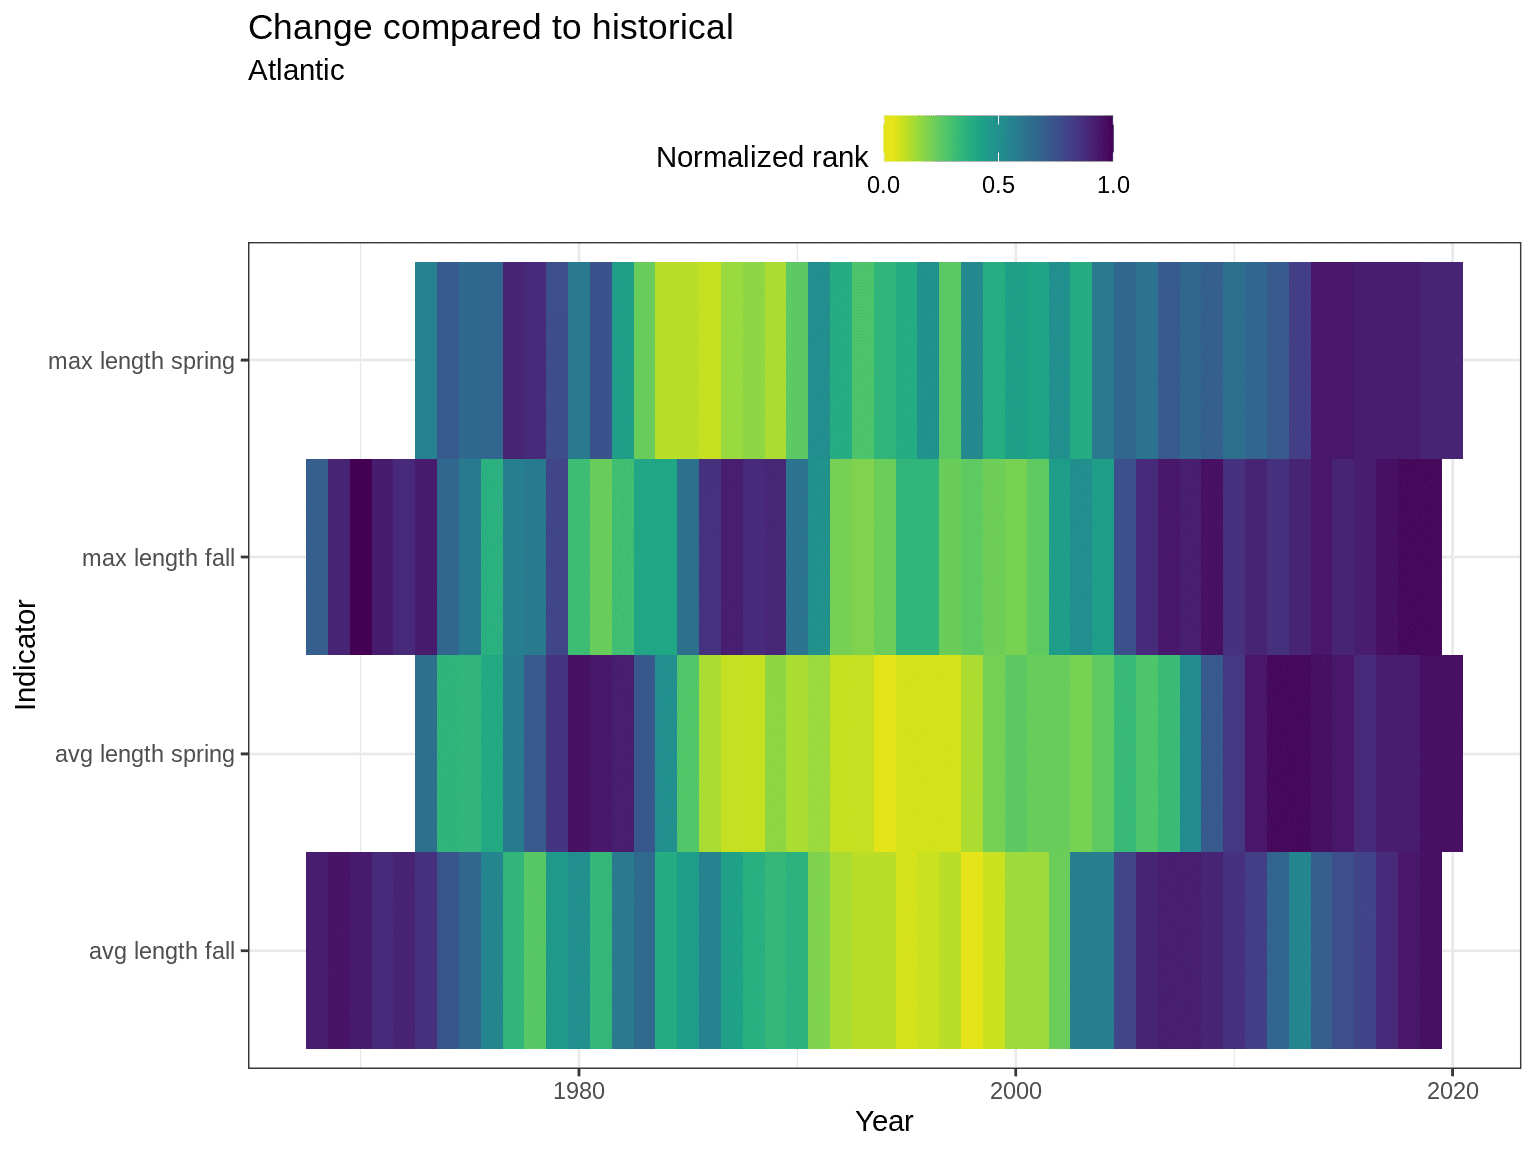 Change compared to historical
Atlantic
Normalized rank
0.0 0.5 1.0
max length spring
max length fall
avg length spring
avg length fall
Indicator
1980 2000 2020
Year